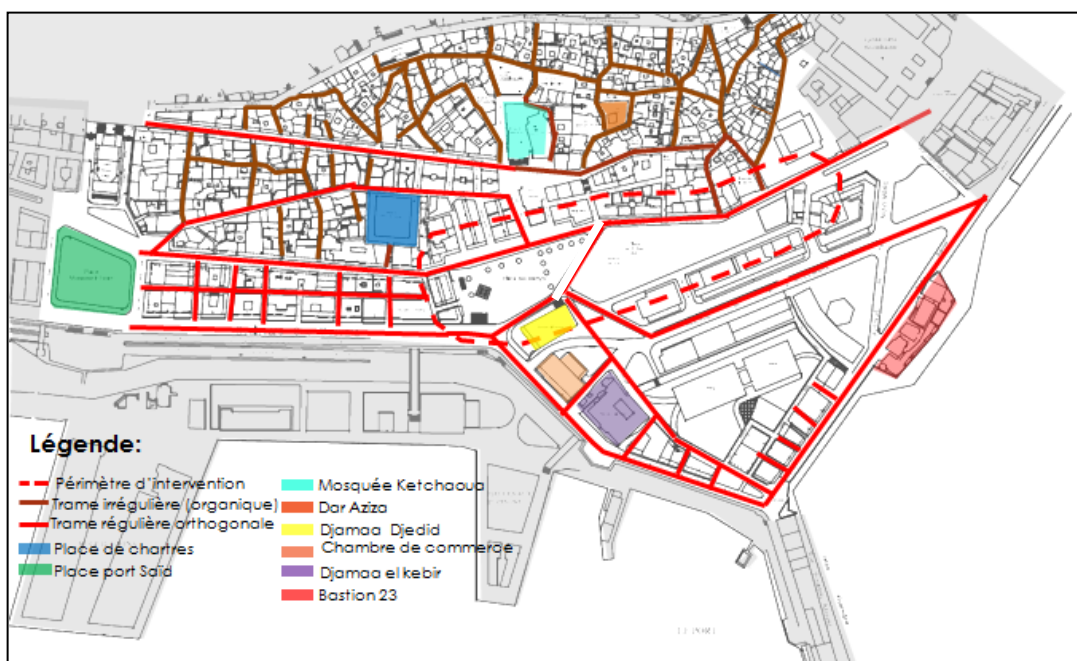 Légende:
Périmètre d'intervention
Trame irrégulière (organique)
Trame régulière orthogonale
Place de chartres
Place port Saïd
Mosquée Ketchaoua
Dar Aziza
Djamaa Djedid
Chambre de commerce
Djamaa el kebir
Bastion 23